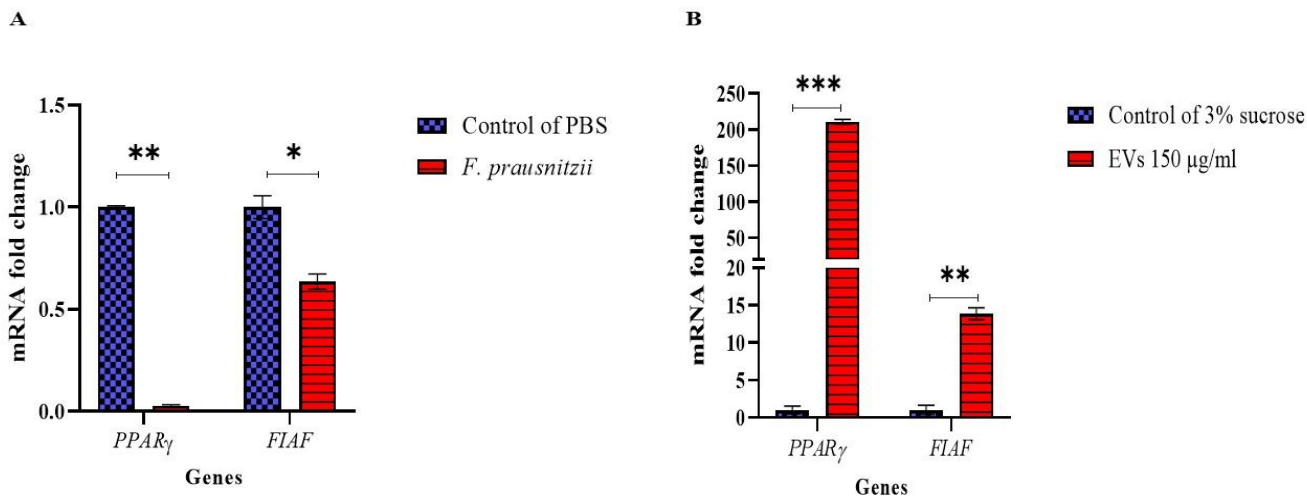 A
mRNA fold change
1.5
1.0
0.5
0.0
**
*
PPARγ
FIAF
Genes
Control of PBS
F. prausnitzii
B
mRNA fold change
250
200
150
100
50
20
15
10
5
0
***
**
PPARγ
FIAF
Genes
Control of 3% sucrose
EVs 150 µg/ml